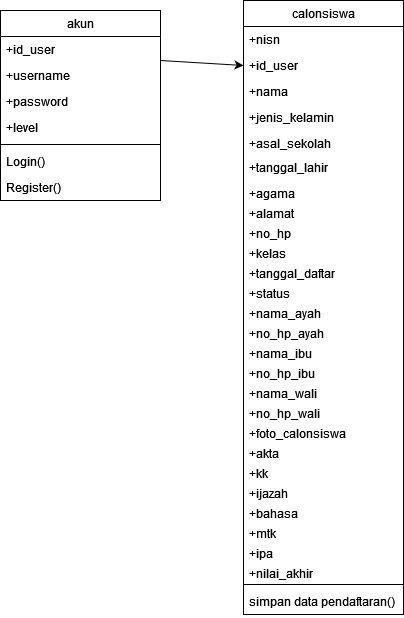 akun
+id_user
+username
+password
+level
Login()
Register()
calonsiswa
+nisn
+id_user
+nama
+jenis_kelamin
+asal_sekolah
+tanggal_lahir
+agama
+alamat
+no_hp
+kelas
+tanggal_daftar
+status
+nama_ayah
+no_hp_ayah
+nama_ibu
+no_hp_ibu
+nama_wali
+no_hp_wali
+foto_calonsiswa
+akta
+kk
+ijazah
+bahasa
+mtk
+ipa
+nilai_akhir
simpan data pendaftaran()